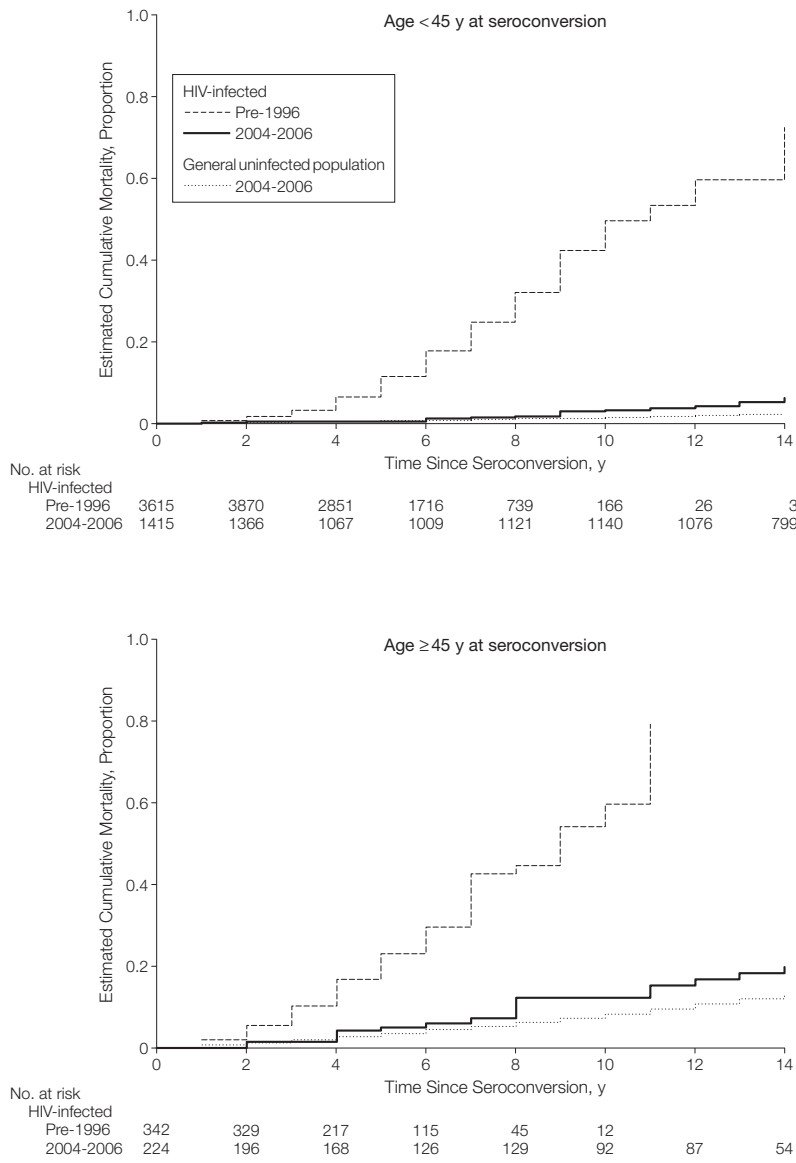 Age < 45 y at seroconversion
1.0
0.8
0.6
0.4
0.2
0
Estimated Cumulative Mortality, Proportion
HIV-infected
Pre-1996
2004-2006
General uninfected population
2004-2006
0 2 4 6 8 10 12 14
Time Since Seroconversion, y
No. at risk
HIV-infected
Pre-1996 3615 3870 2851 1716 739 166 26 3
2004-2006 1415 1366 1067 1009 1121 1140 1076 799
Age ≥ 45 y at seroconversion
1.0
0.8
0.6
0.4
0.2
0
Estimated Cumulative Mortality, Proportion
0 2 4 6 8 10 12 14
Time Since Seroconversion, y
No. at risk
HIV-infected
Pre-1996 342 329 217 115 45 12
2004-2006 224 196 168 126 129 92 87 54